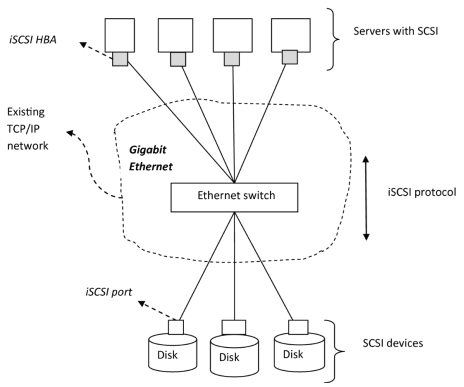 Servers with SCSI
iSCSI HBA
Existing
TCP/IP
network
Gigabit
Ethernet
Ethernet switch
iSCSI protocol
iSCSI port
Disk
Disk
Disk
SCSI devices